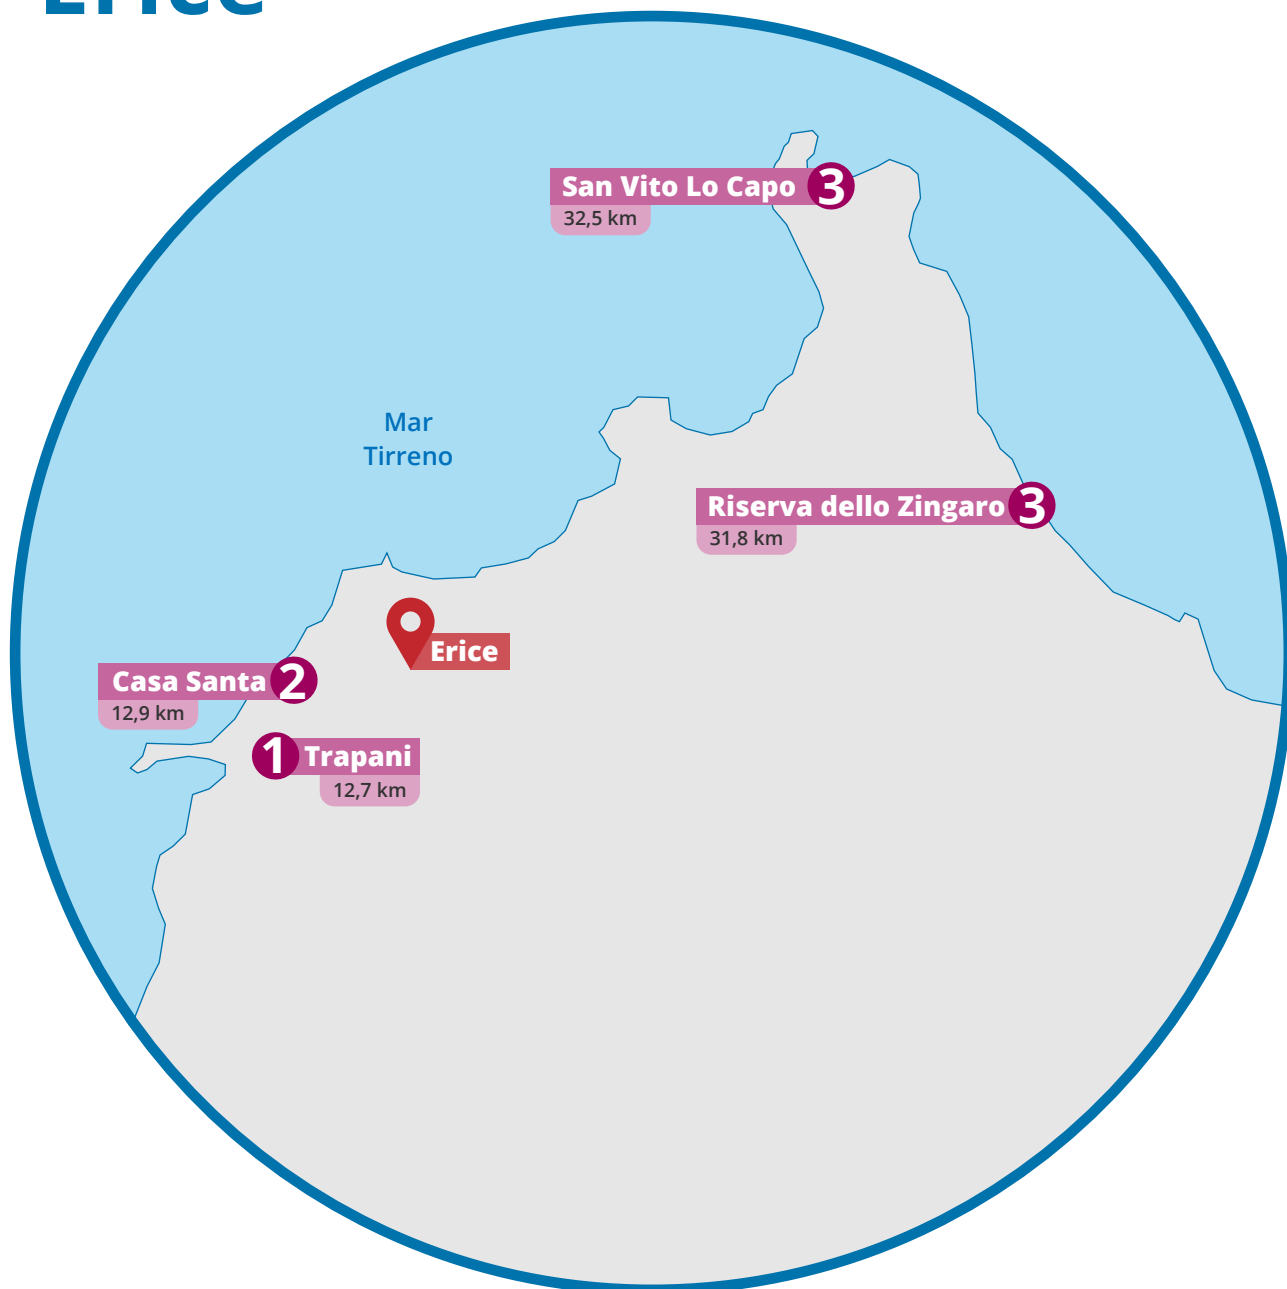 Erice
San Vito Lo Capo 3
32,5 km
Mar
Tirreno
Riserva dello Zingaro 3
31,8 km
Erice
Casa Santa 2
12,9 km
1 Trapani
12,7 km